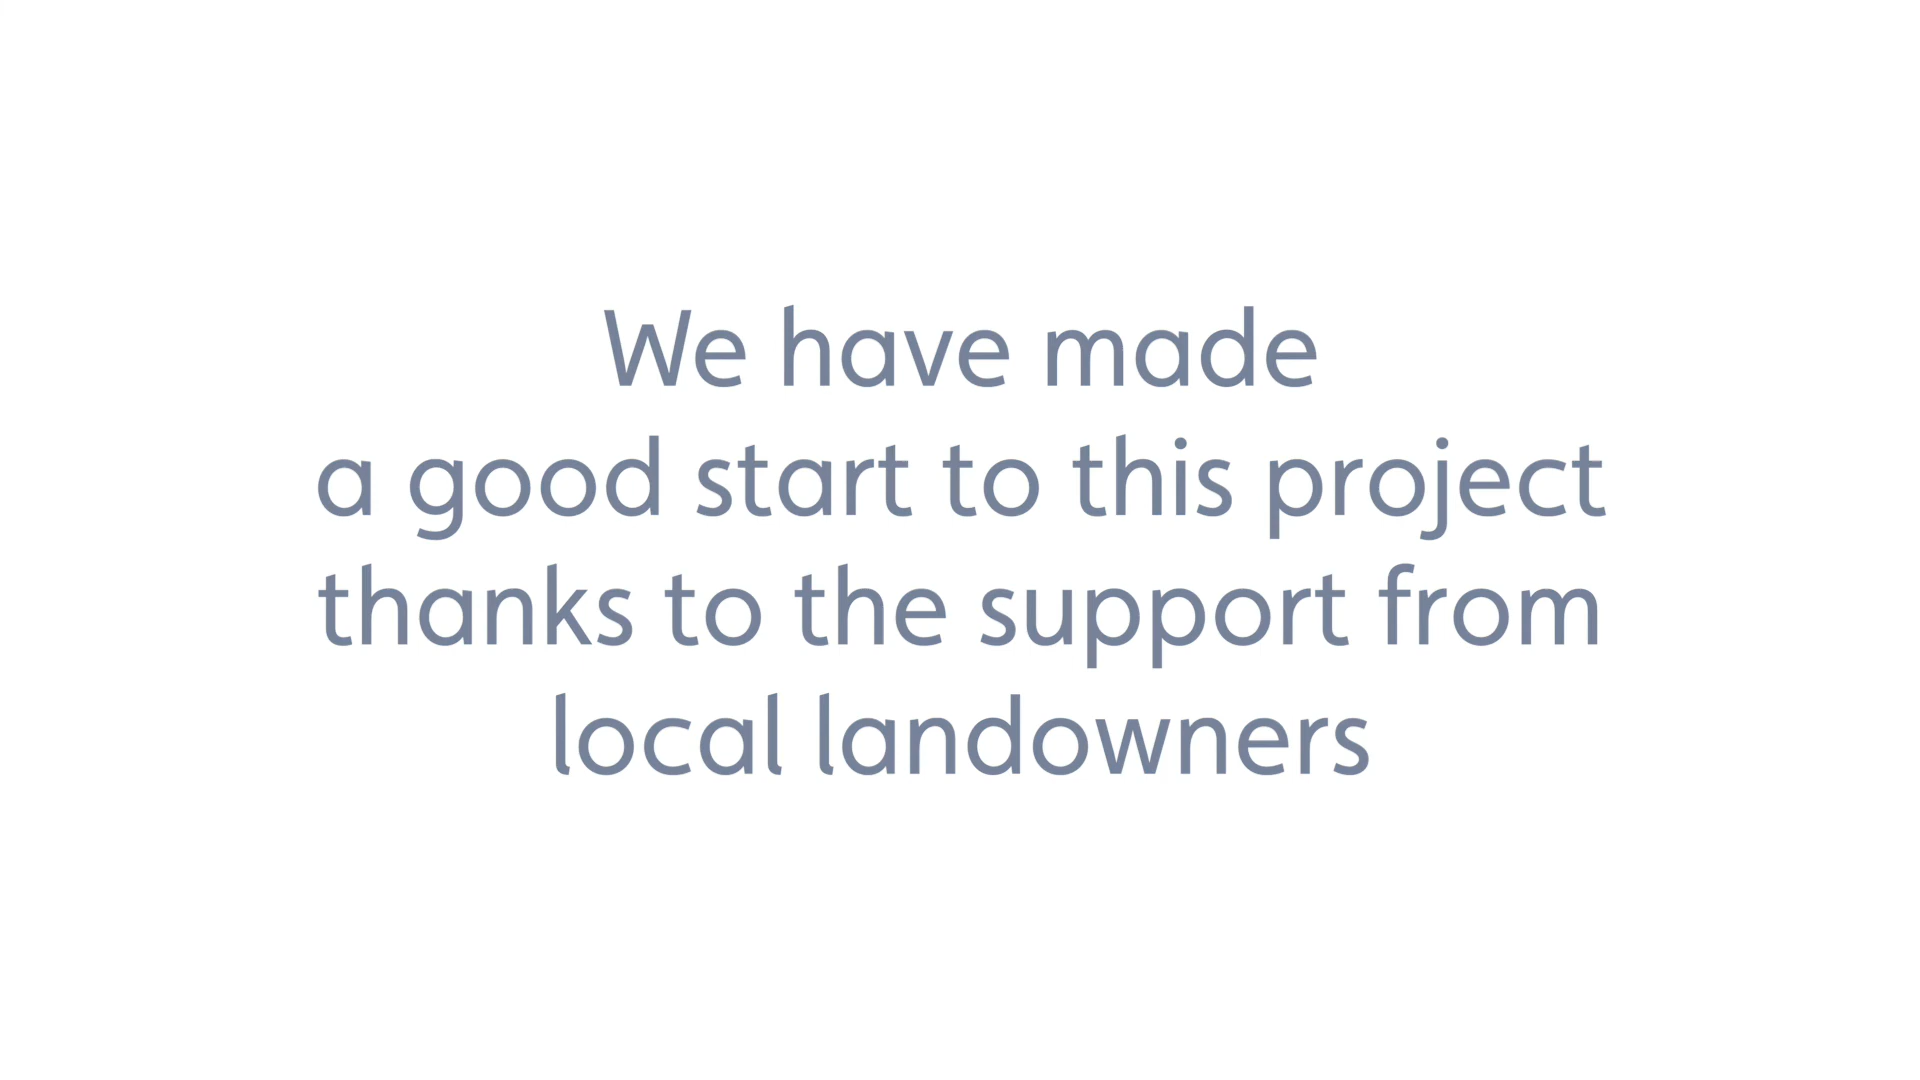 We have made
a good start to this project
thanks to the support from
local landowners